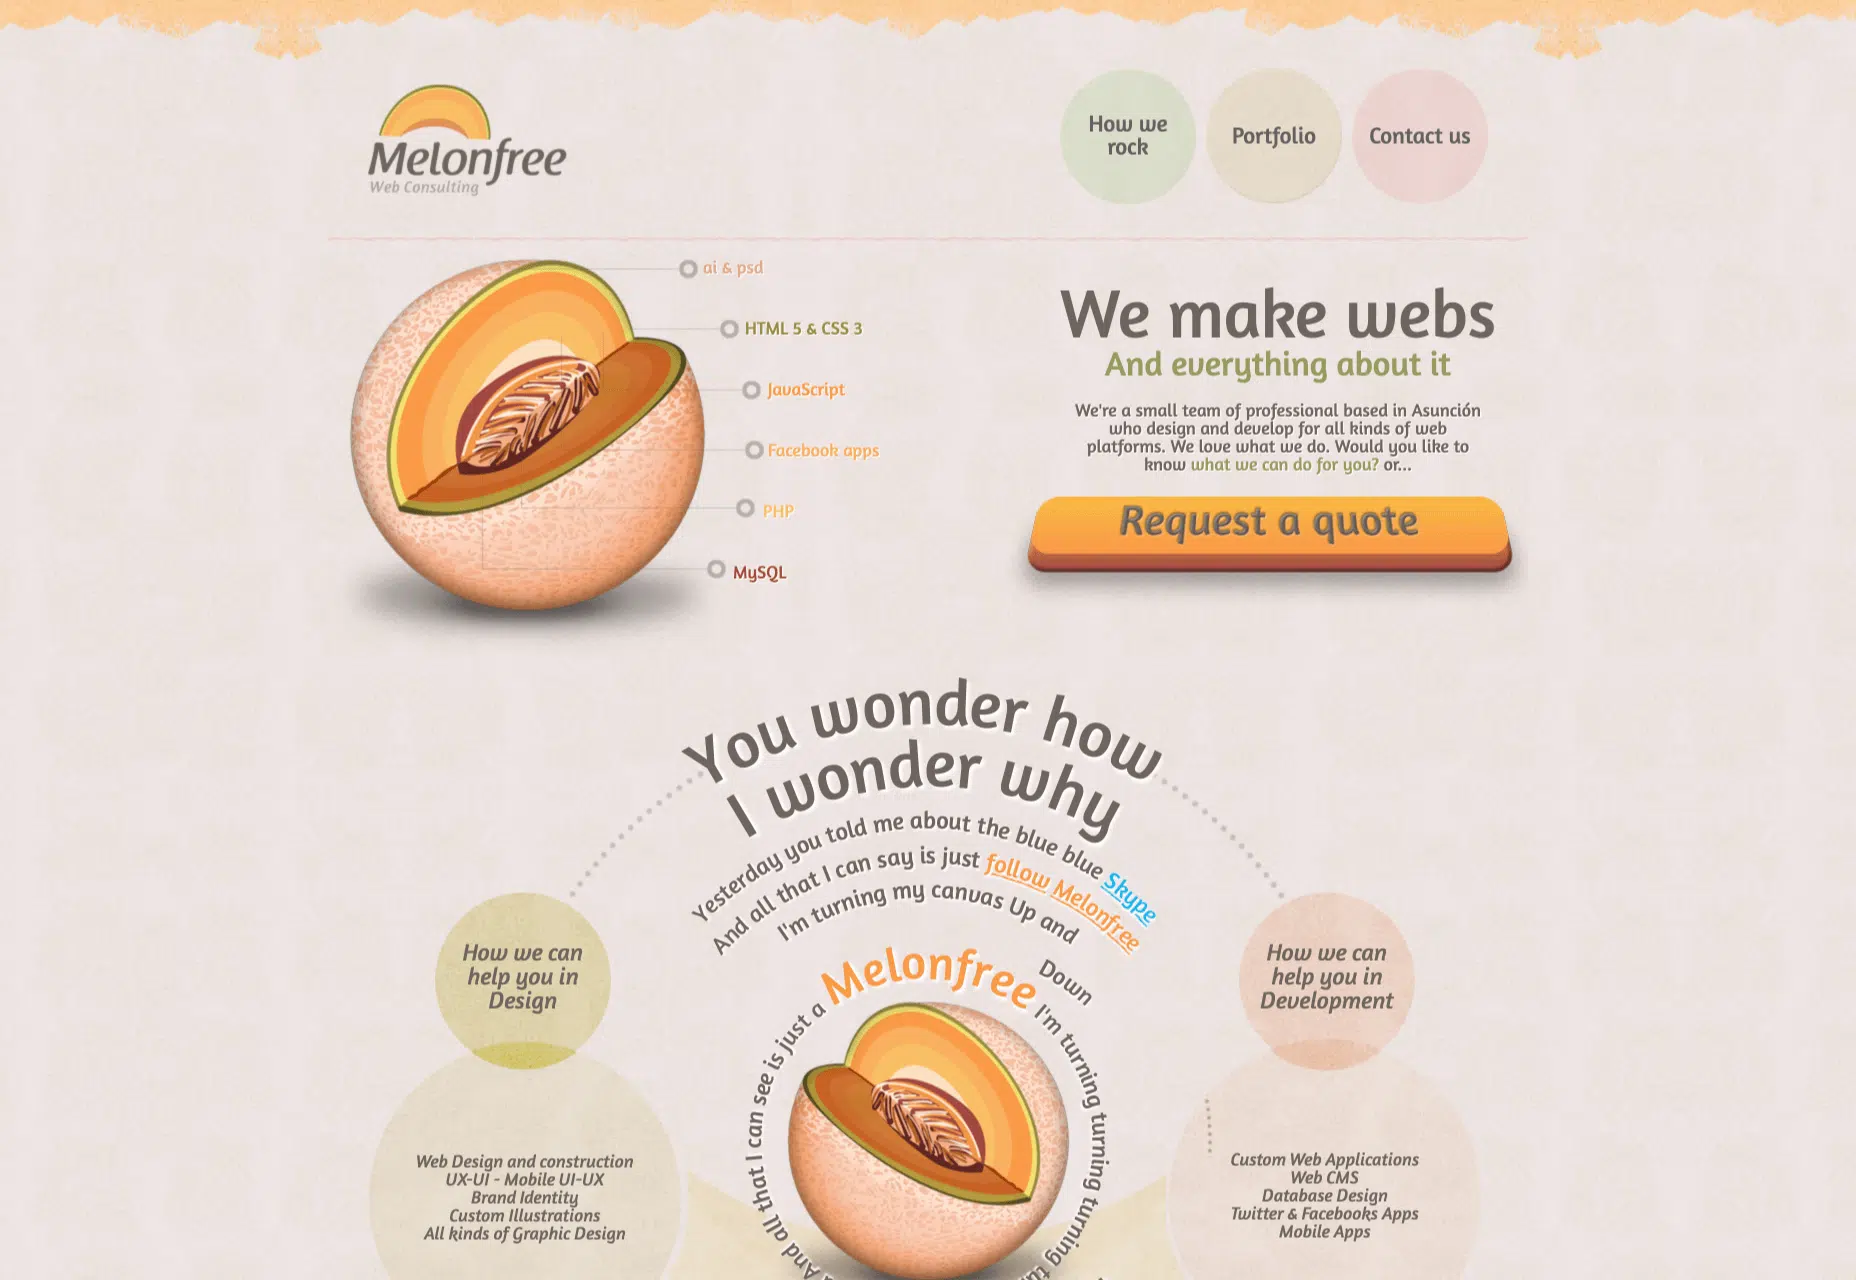 Melonfree
Web Consulting
How we
rock
Portfolio
Contact us
ai & psd
HTML 5 & CSS 3
JavaScript
Facebook apps
PHP
MySQL
We make webs
And everything about it
We're a small team of professional based in Asunción
who design and develop for all kinds of web
platforms. We love what we do. Would you like to
know what we can do for you? or...
Request a quote
You wonder how
I wonder why
Yesterday you told me about the blue blue Skype
And all that I can say is just follow Melonfree
I'm turning my canvas Up and
Down
I'm turning turning turning turning
And all that I can see is just a
Melonfree
How we can
help you in
Design
Web Design and construction
UX-UI - Mobile UI-UX
Brand Identity
Custom Illustrations
All kinds of Graphic Design
How we can
help you in
Development
Custom Web Applications
Web CMS
Database Design
Twitter & Facebooks Apps
Mobile Apps